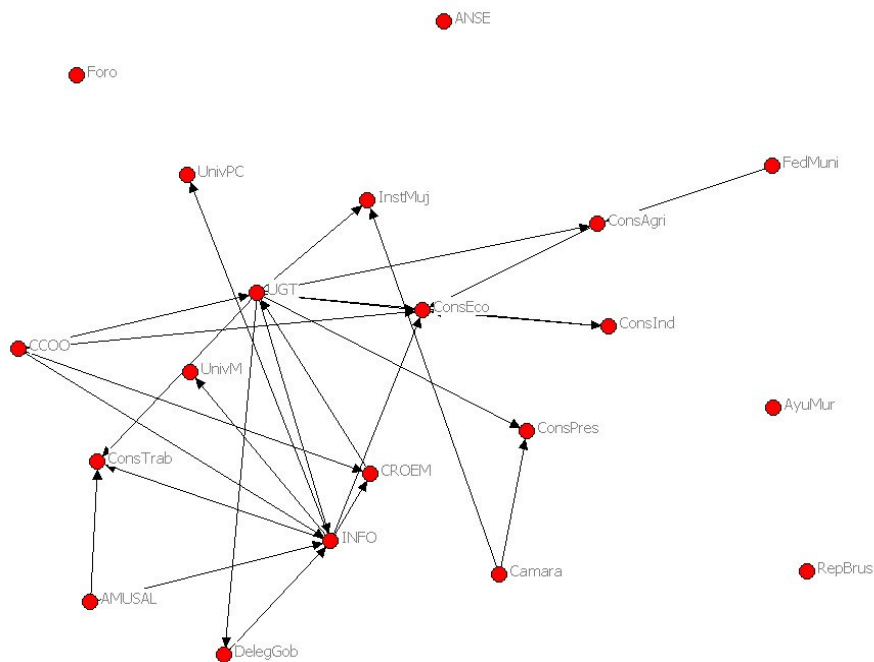 ANSE
Foro
FedMuni
UnivPC
InstMuj
ConsAgri
UGT
ConsEco
ConsInd
CCOO
UnivM
AyuMur
ConsPres
ConsTrab
CROEM
INFO
Camara
RepBrus
AMUSAL
DelegGob